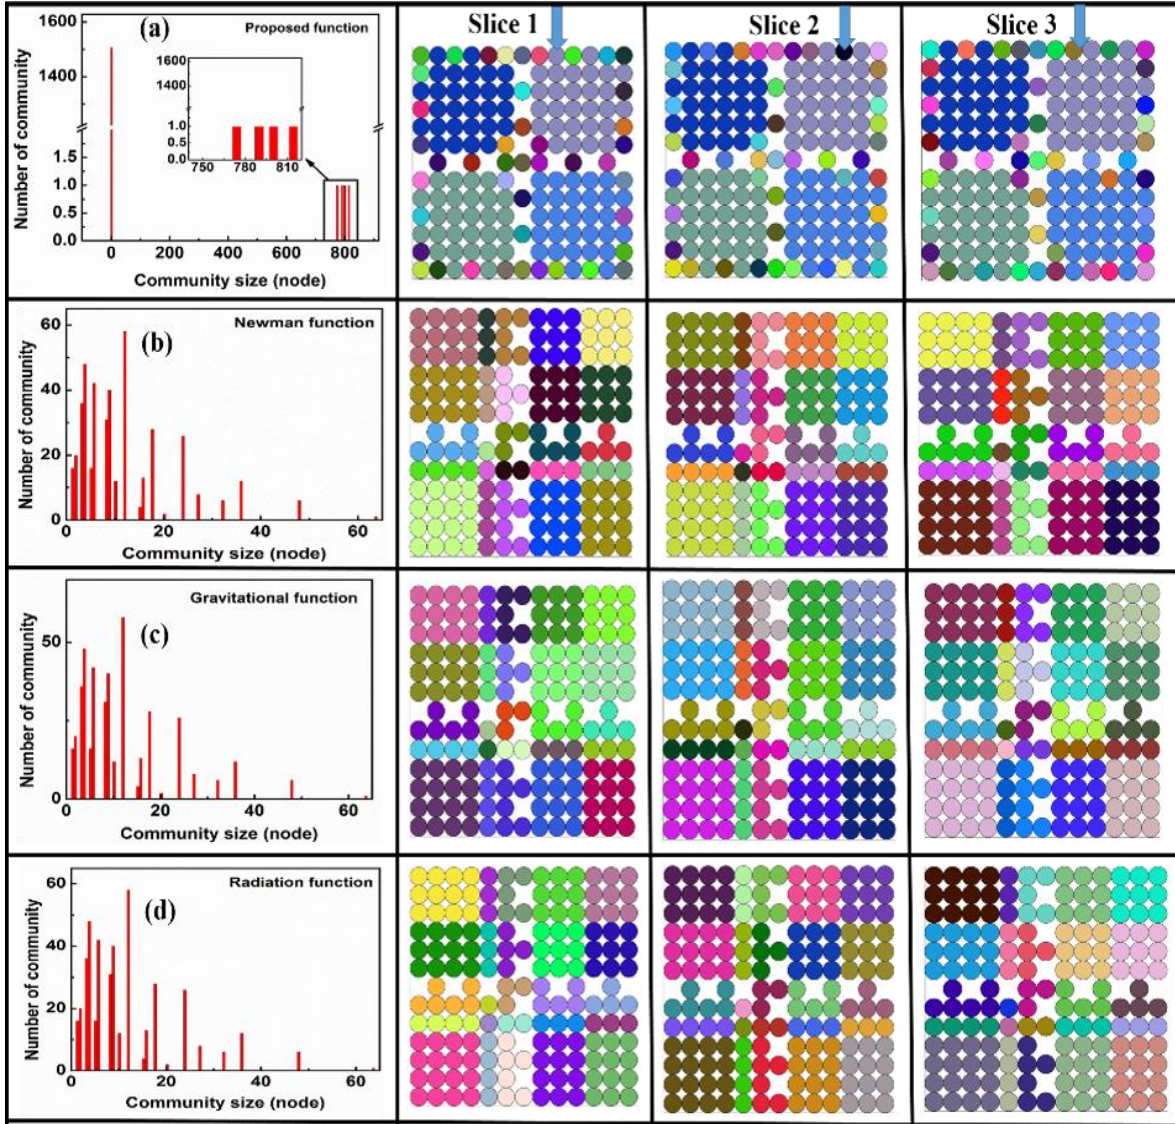 Slice 1
Slice 2
Slice 3
(a)
Proposed function
Number of community
1600
1400
1.5
1.0
0.5
0.0
1600
1400
1.0
0.5
0.0
750
780
810
0
200
400
600
800
Community size (node)
(b)
Newman function
Number of community
60
40
20
0
0
20
40
60
Community size (node)
(c)
Gravitational function
Number of community
50
0
0
20
40
60
Community size (node)
(d)
Radiation function
Number of community
60
40
20
0
0
20
40
60
Community size (node)